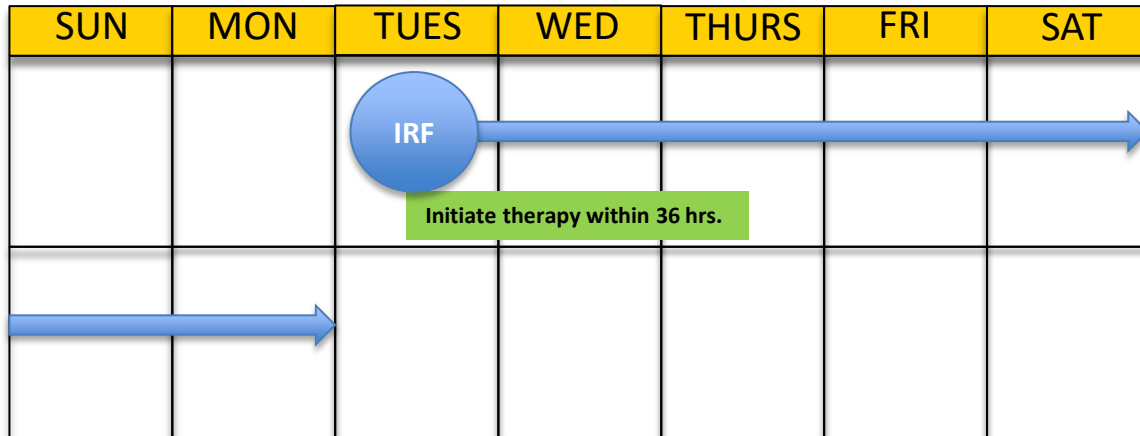 SUN MON TUES WED THURS FRI SAT
IRF
Initiate therapy within 36 hrs.